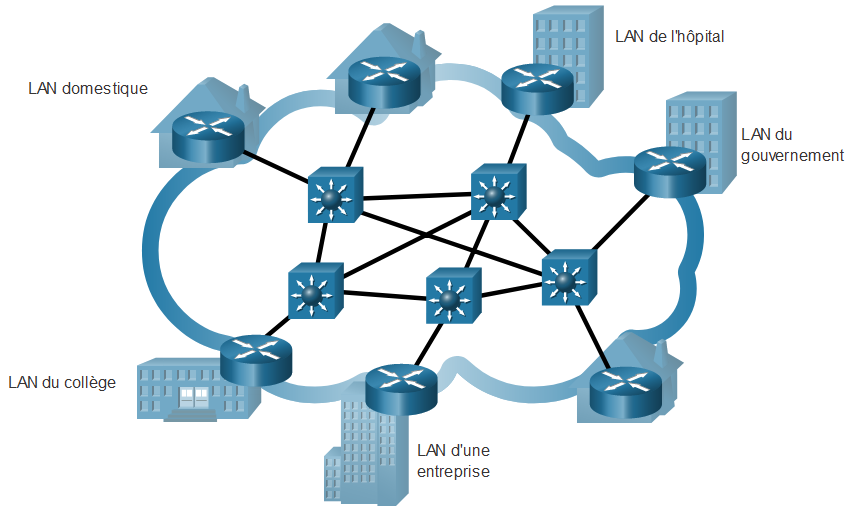 LAN de l'hôpital
LAN domestique
LAN du
gouvernement
LAN du collège
LAN d'une
entreprise